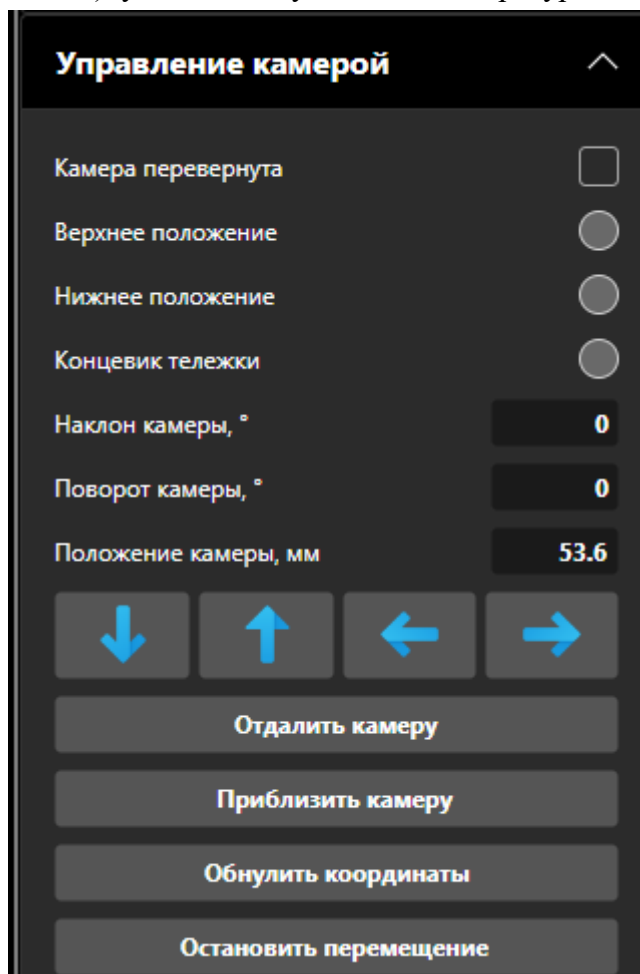 Управление камерой
Камера перевернута
Верхнее положение
Нижнее положение
Концевик тележки
Наклон камеры, ° 0
Поворот камеры, ° 0
Положение камеры, мм 53.6
Отдалить камеру
Приблизить камеру
Обнулить координаты
Остановить перемещение